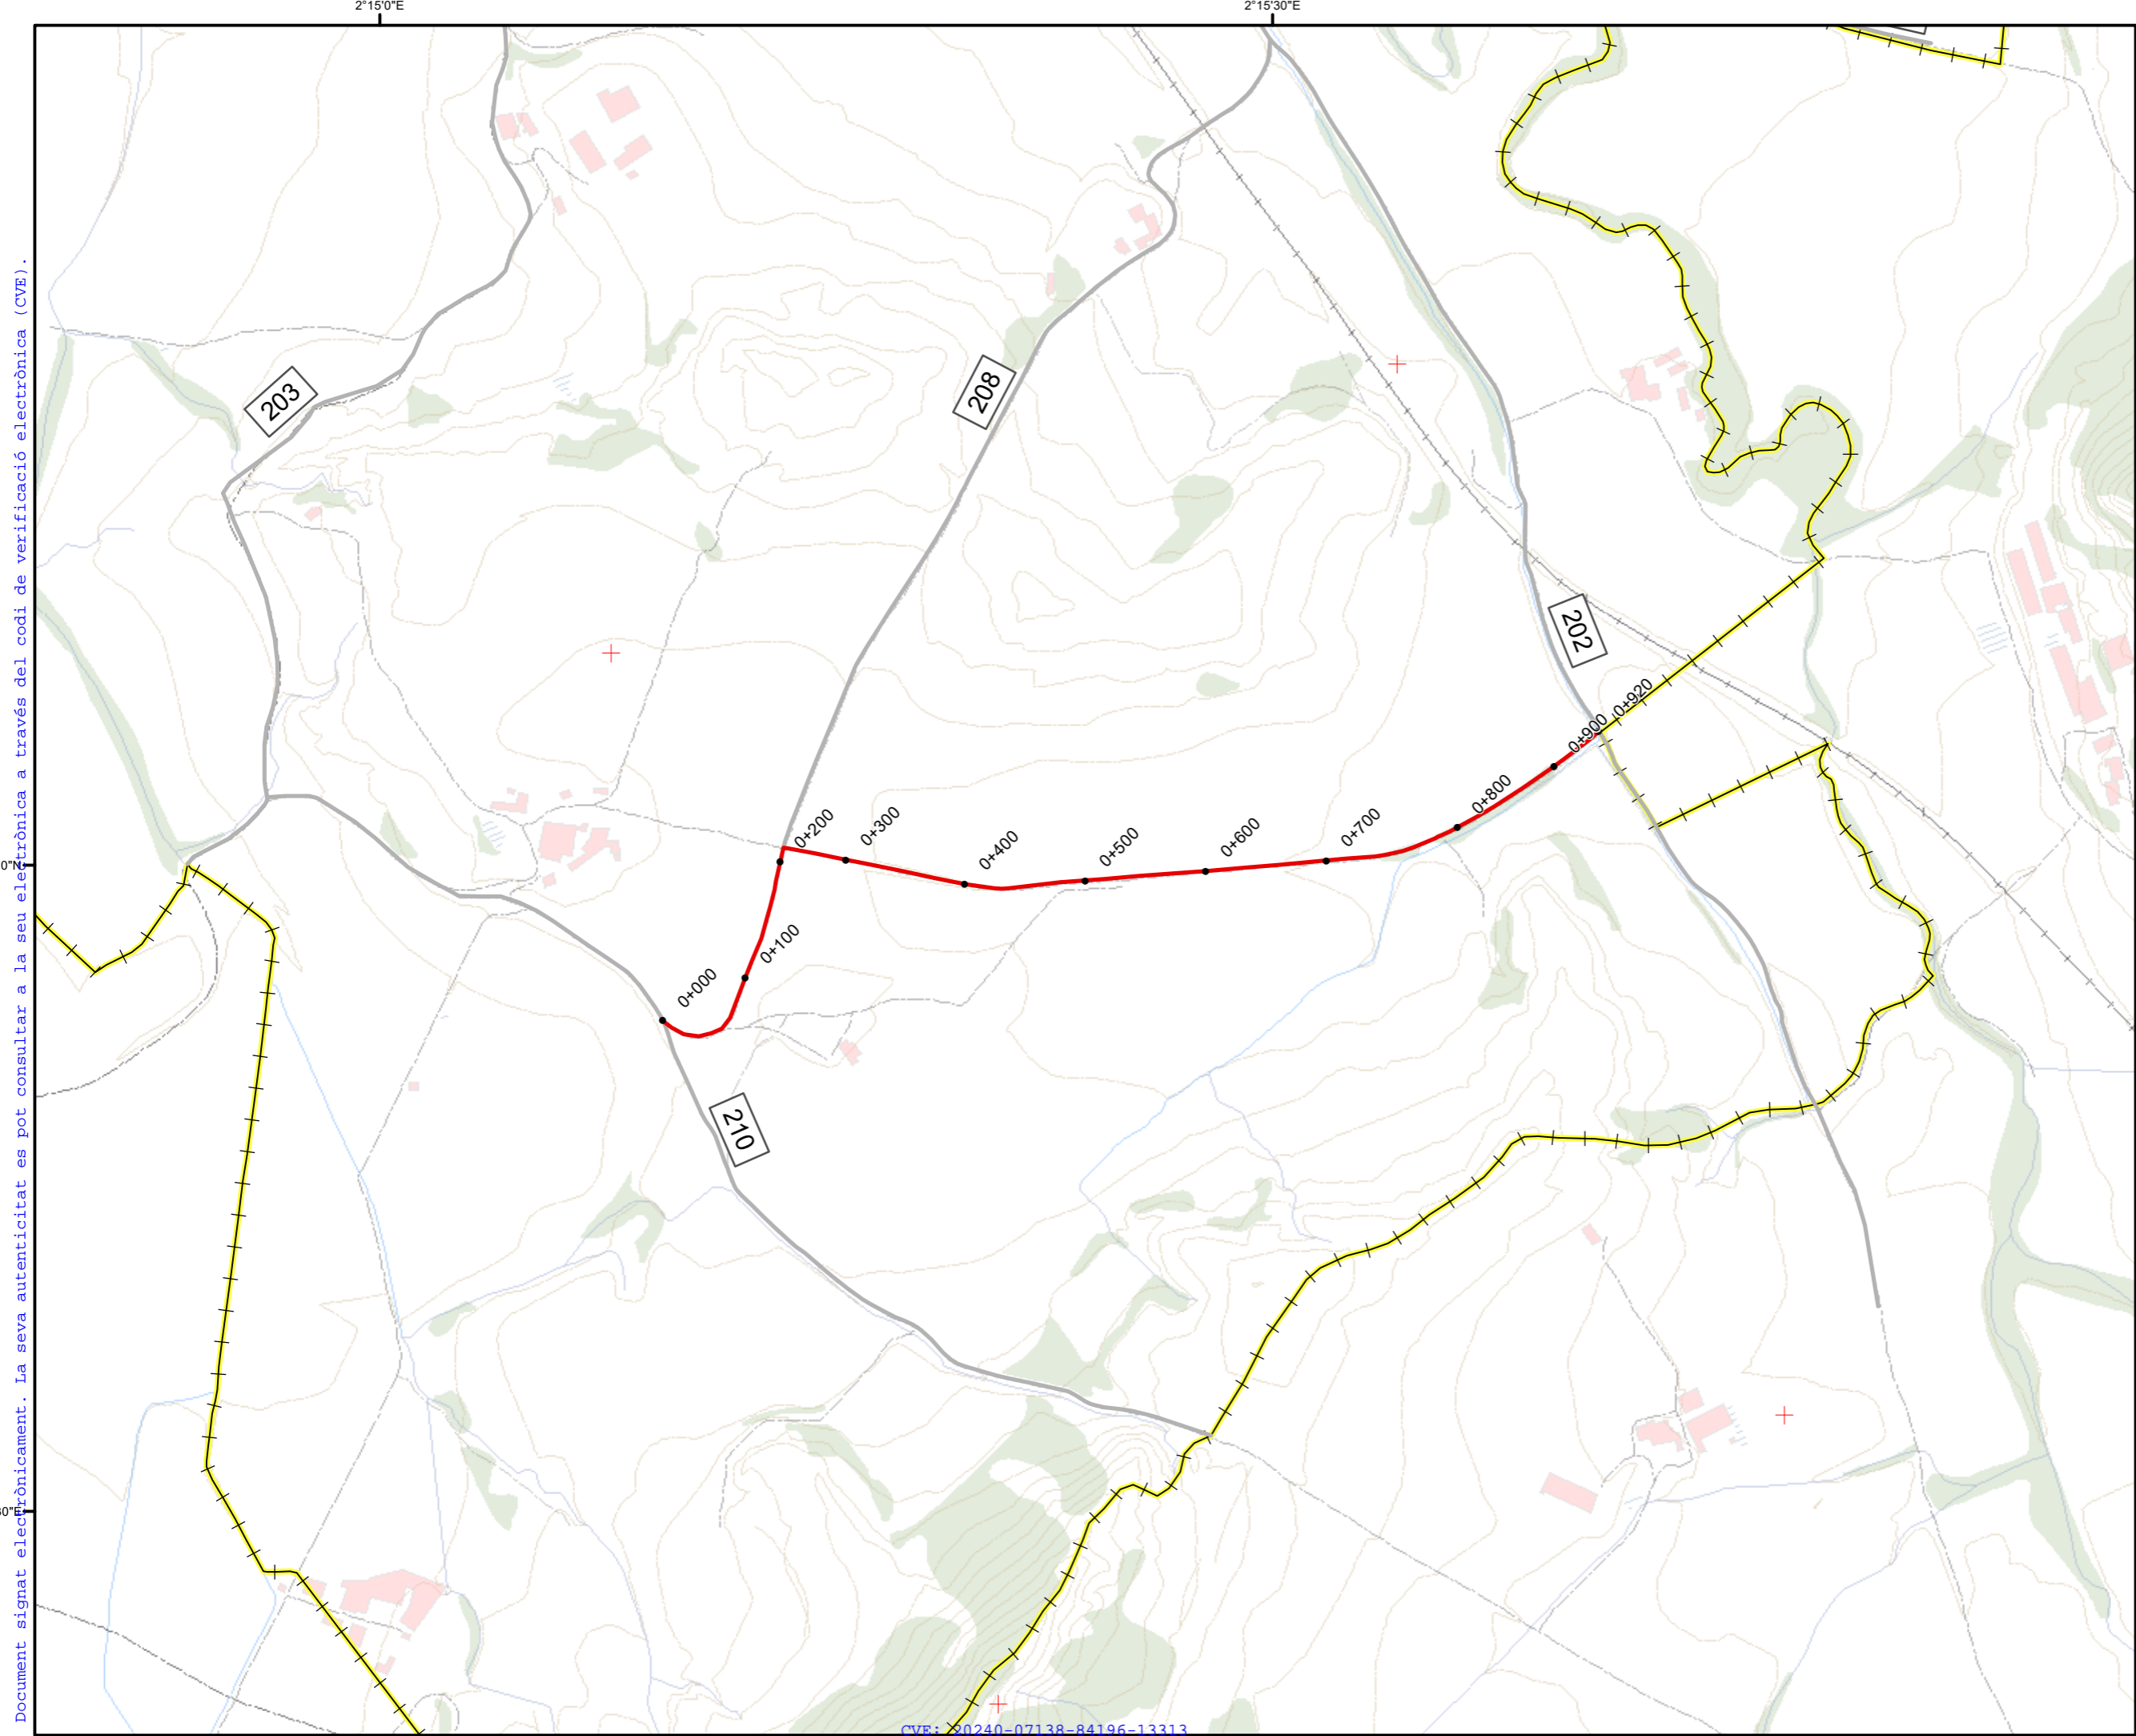 2°15'0"E
2°15'30"E
203
208
202
0+920
0+900
0+800
0+700
0+600
0+500
0+400
0+300
0+200
0+100
0+000
0"N
210
0"E
Document signat electrònicament. La seva autenticitat es pot consultar a la seu electrònica a través del codi de verificació electrònica (CVE).
CVE: 20240-07138-84196-13313